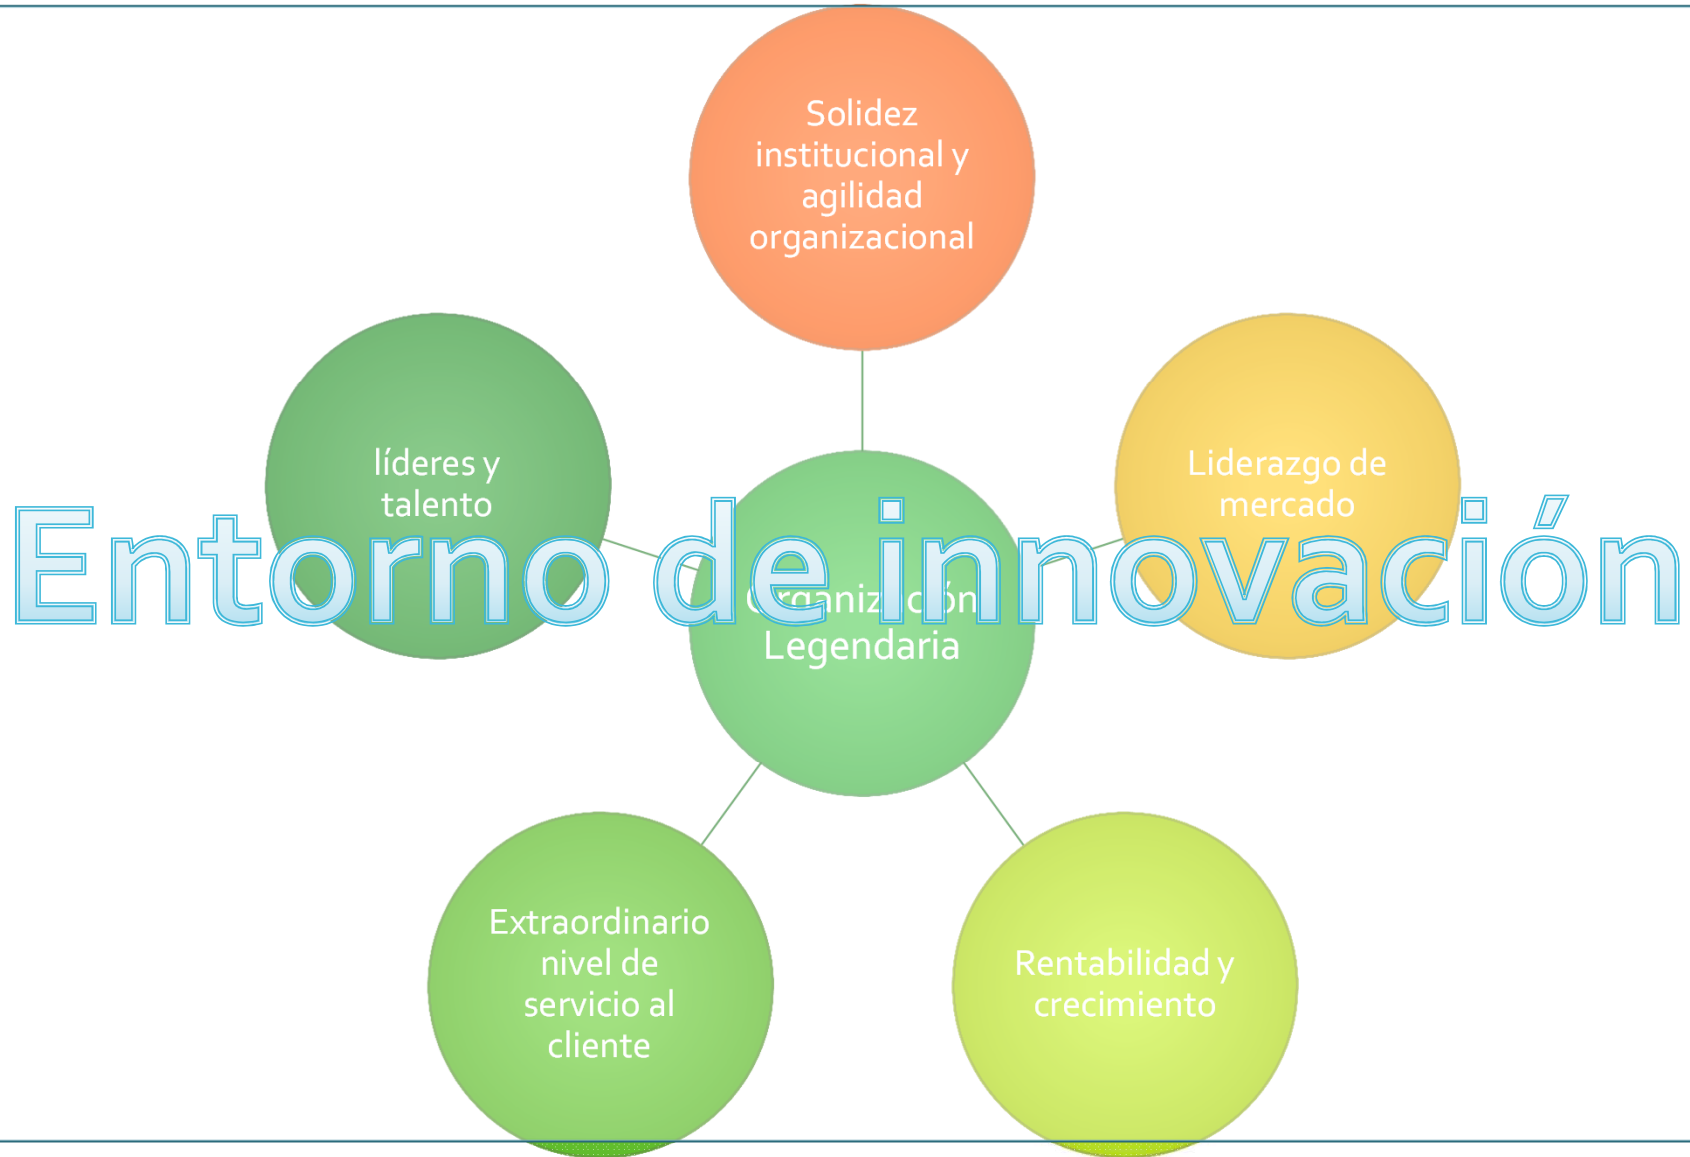 Solidez
institucional y
agilidad
organizacional
líderes y
talento
Liderazgo de
mercado
Entorno de innovación
Organización
Legendaria
Extraordinario
nivel de
servicio al
cliente
Rentabilidad y
crecimiento